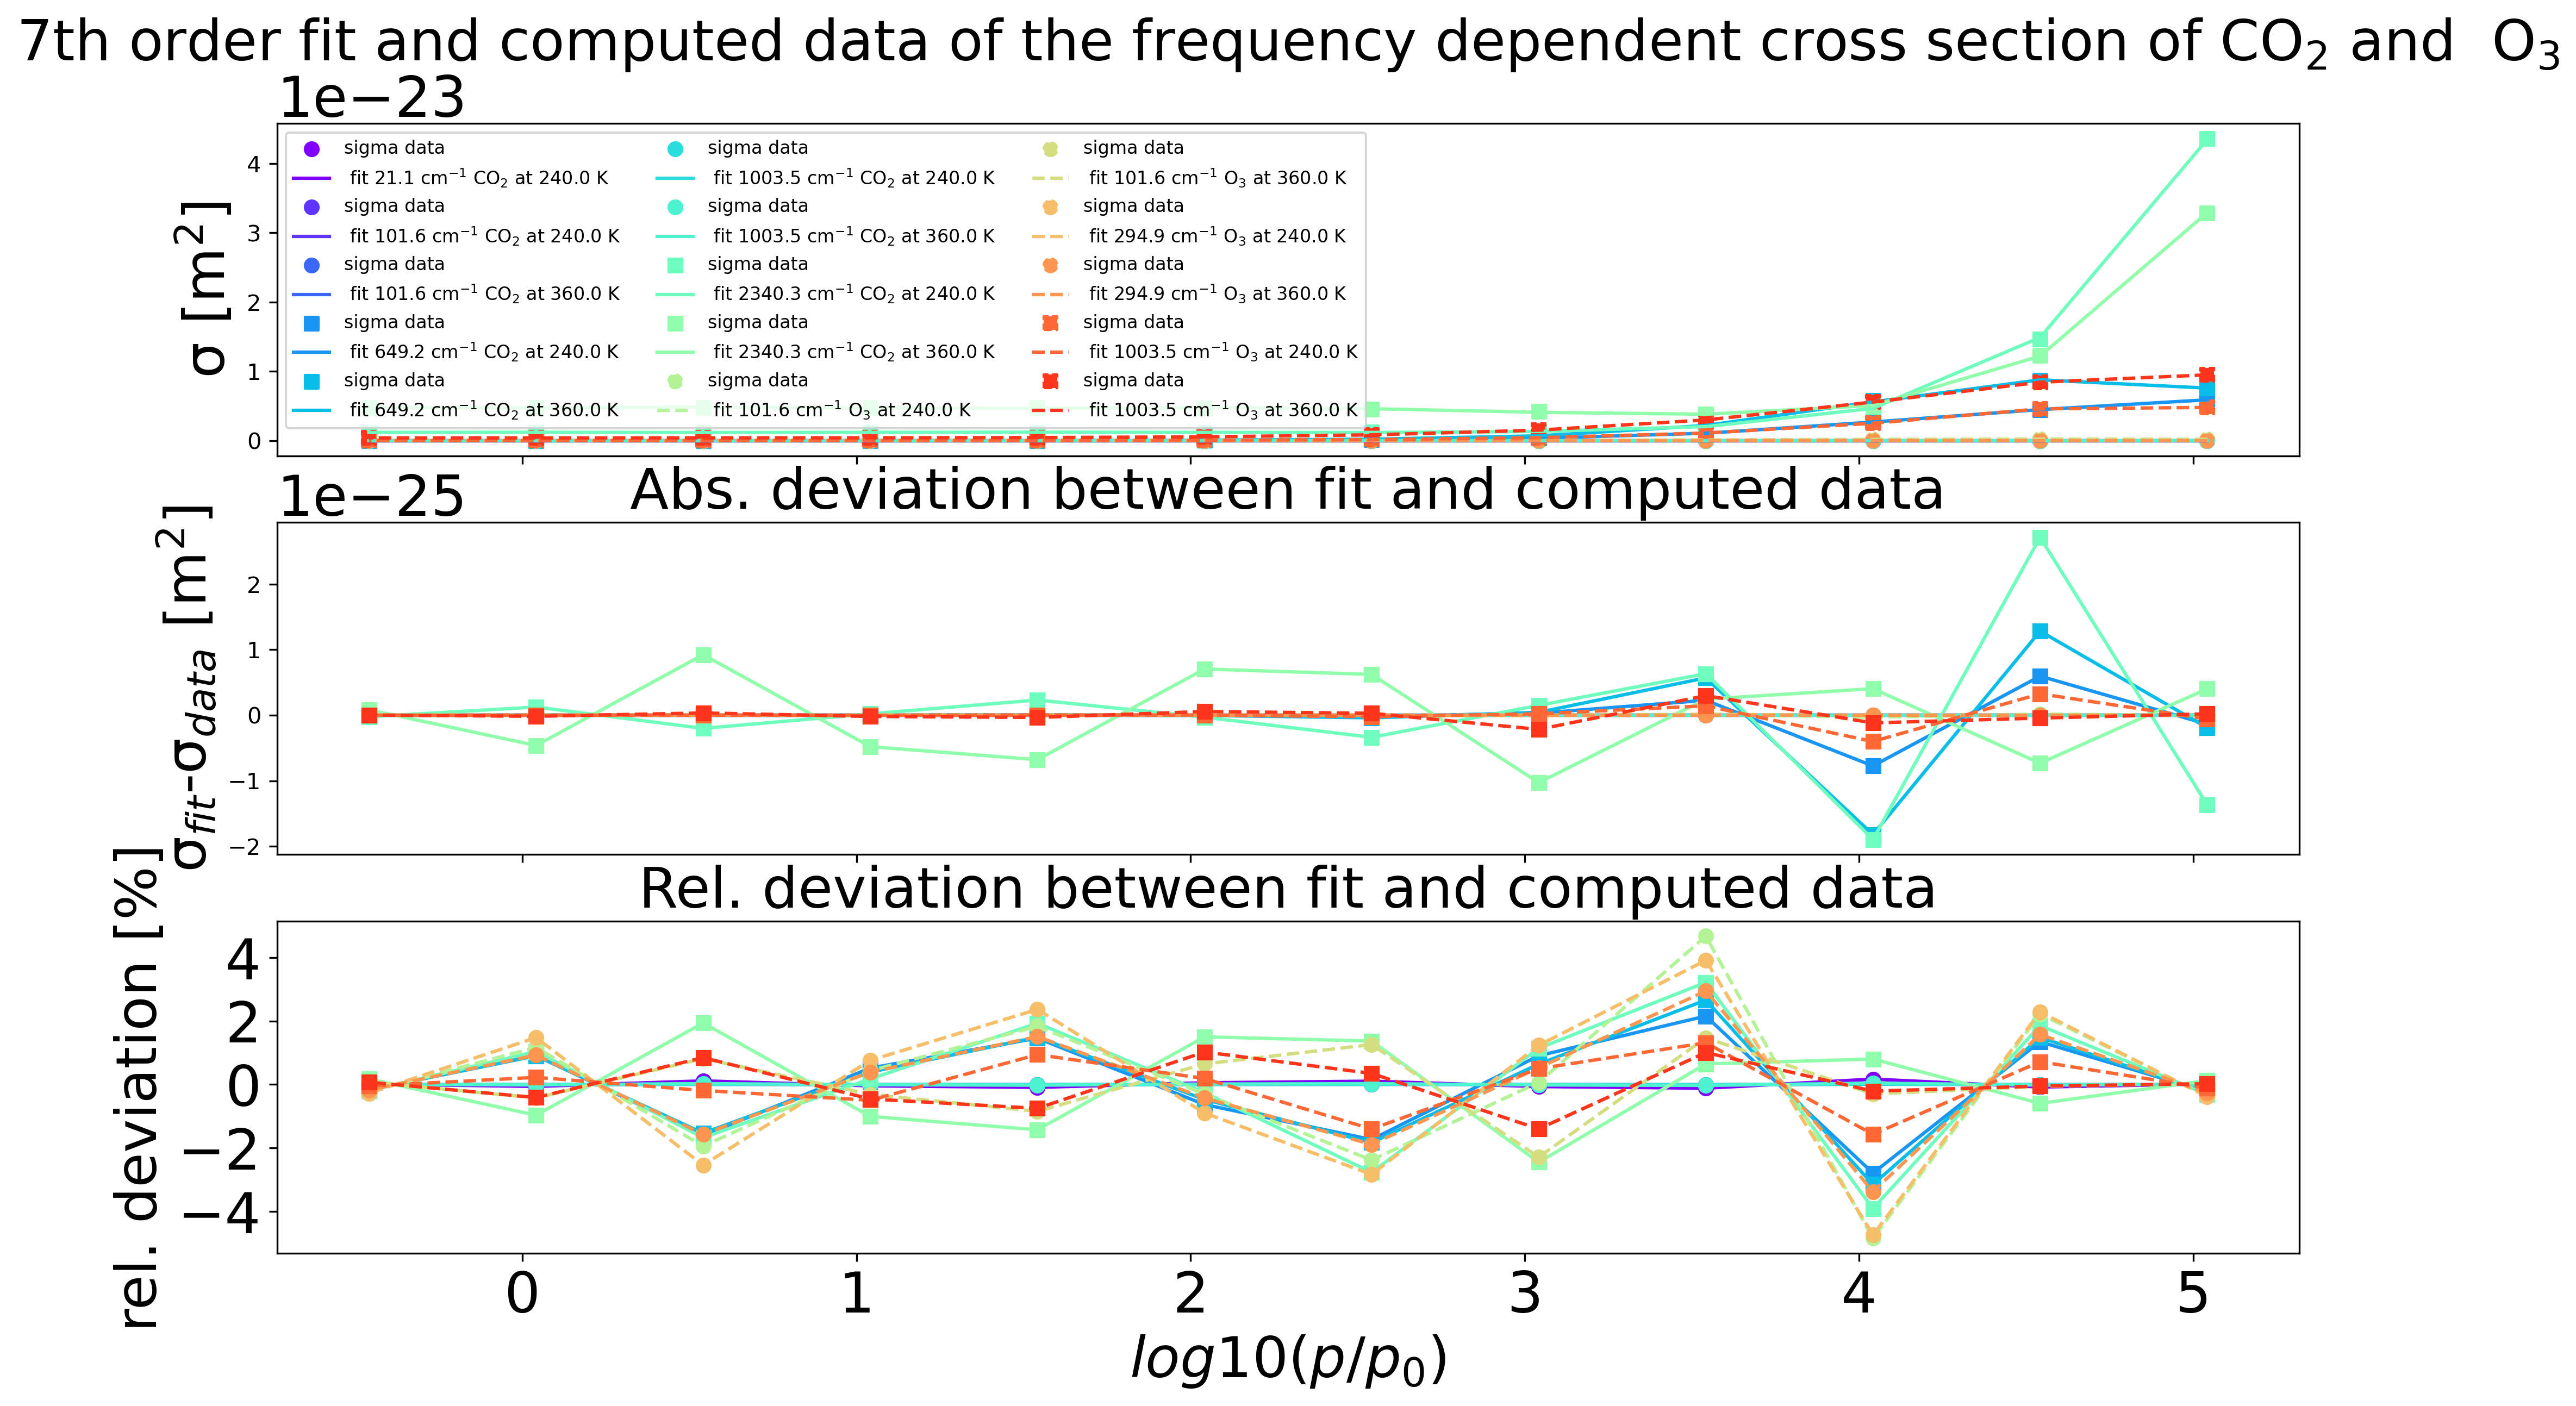 7th order fit and computed data of the frequency dependent cross section of CO₂ and  O₃
1e−23
σ [m²]
4
3
2
1
0
sigma data
fit 21.1 cm⁻¹ CO₂ at 240.0 K
sigma data
fit 101.6 cm⁻¹ CO₂ at 240.0 K
sigma data
fit 101.6 cm⁻¹ CO₂ at 360.0 K
sigma data
fit 649.2 cm⁻¹ CO₂ at 240.0 K
sigma data
fit 649.2 cm⁻¹ CO₂ at 360.0 K
sigma data
fit 1003.5 cm⁻¹ CO₂ at 240.0 K
sigma data
fit 1003.5 cm⁻¹ CO₂ at 360.0 K
sigma data
fit 2340.3 cm⁻¹ CO₂ at 240.0 K
sigma data
fit 2340.3 cm⁻¹ CO₂ at 360.0 K
sigma data
fit 101.6 cm⁻¹ O₃ at 240.0 K
sigma data
fit 101.6 cm⁻¹ O₃ at 360.0 K
sigma data
fit 294.9 cm⁻¹ O₃ at 240.0 K
sigma data
fit 294.9 cm⁻¹ O₃ at 360.0 K
sigma data
fit 1003.5 cm⁻¹ O₃ at 240.0 K
sigma data
fit 1003.5 cm⁻¹ O₃ at 360.0 K
Abs. deviation between fit and computed data
1e−25
σfit-σdata [m²]
2
1
0
−1
−2
Rel. deviation between fit and computed data
rel. deviation [%]
4
2
0
−2
−4
0 1 2 3 4 5
log10(p/p₀)